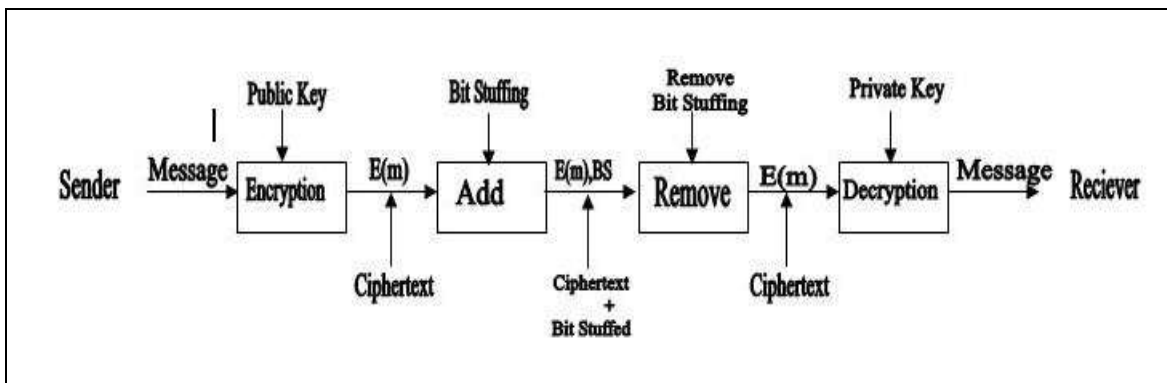 Public Key
Bit Stuffing
Remove
Bit Stuffing
Private Key
Sender
Message
Encryption
E(m)
Add
E(m),BS
Remove
E(m)
Decryption
Message
Reciever
Ciphertext
Ciphertext
+
Bit Stuffed
Ciphertext